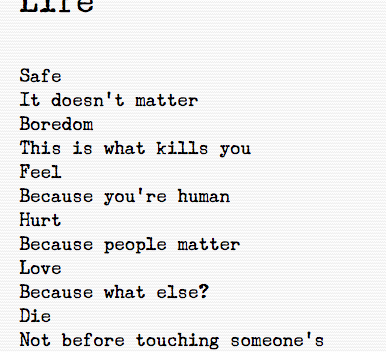 Life
Safe
It doesn't matter
Boredom
This is what kills you
Feel
Because you're human
Hurt
Because people matter
Love
Because what else?
Die
Not before touching someone's